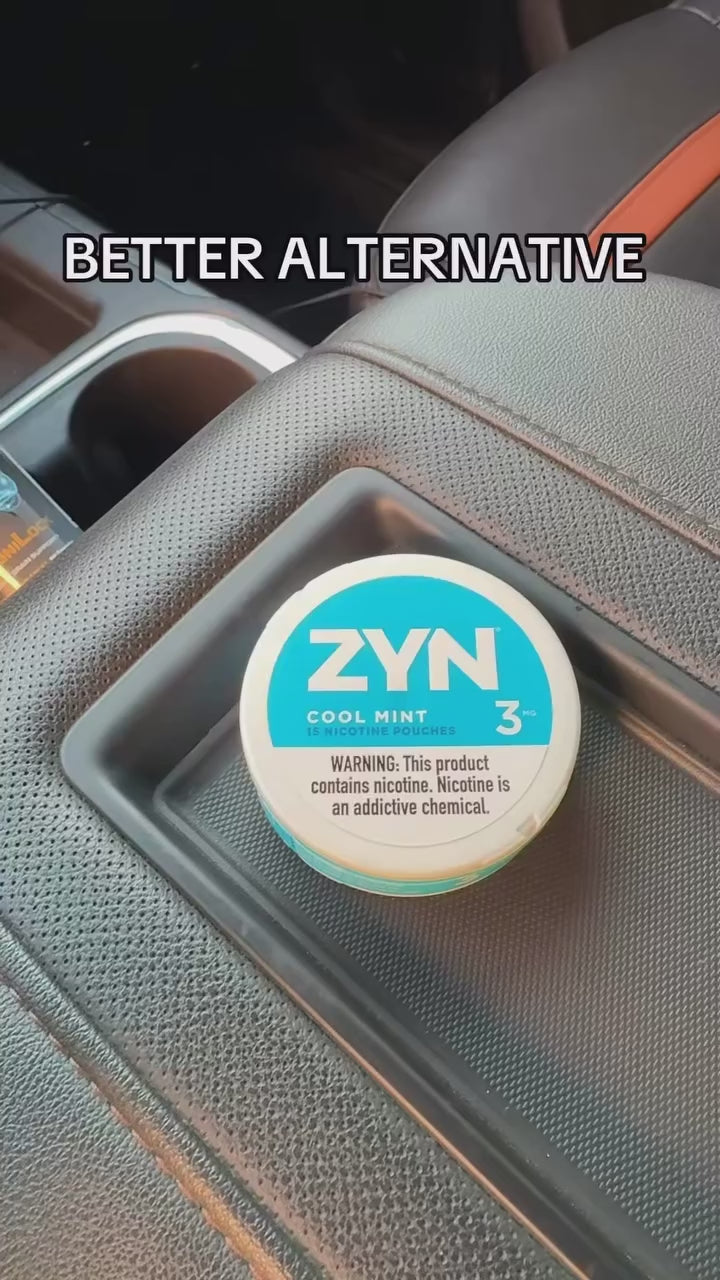 BETTER ALTERNATIVE
ZYN
COOL MINT
3 MG
15 NICOTINE POUCHES
WARNING: This product
contains nicotine. Nicotine is
an addictive chemical.